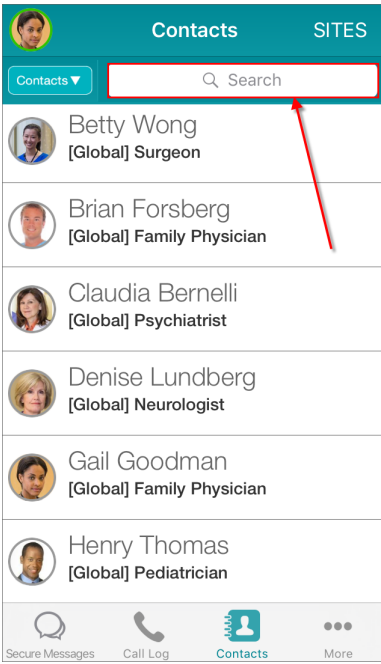 Contacts
SITES
Contacts ▼
Search
Betty Wong
[Global] Surgeon
Brian Forsberg
[Global] Family Physician
Claudia Bernelli
[Global] Psychiatrist
Denise Lundberg
[Global] Neurologist
Gail Goodman
[Global] Family Physician
Henry Thomas
[Global] Pediatrician
Secure Messages
Call Log
Contacts
More